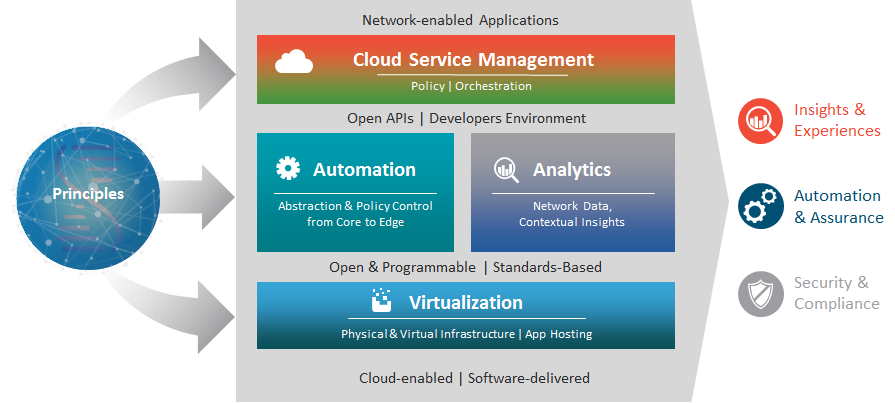 Network-enabled Applications
Cloud Service Management
Policy | Orchestration
Open APIs | Developers Environment
Principles
Automation
Abstraction & Policy Control
from Core to Edge
Analytics
Network Data,
Contextual Insights
Open & Programmable | Standards-Based
Virtualization
Physical & Virtual Infrastructure | App Hosting
Cloud-enabled | Software-delivered
Insights &
Experiences
Automation
& Assurance
Security &
Compliance